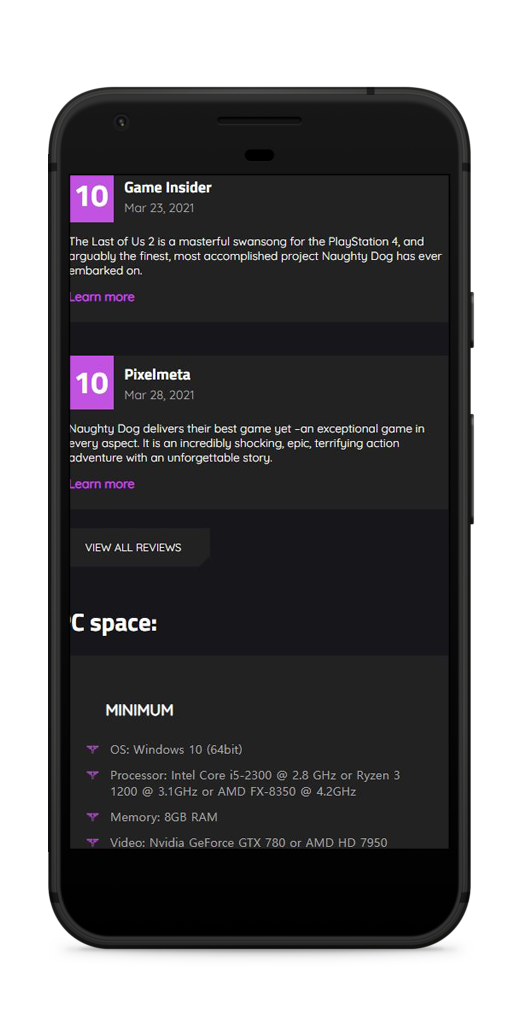 10
Game Insider
Mar 23, 2021
The Last of Us 2 is a masterful swansong for the PlayStation 4, and
arguably the finest, most accomplished project Naughty Dog has ever
embarked on.
Learn more
10
Pixelmeta
Mar 28, 2021
Naughty Dog delivers their best game yet –an exceptional game in
every aspect. It is an incredibly shocking, epic, terrifying action
adventure with an unforgettable story.
Learn more
VIEW ALL REVIEWS
C space:
MINIMUM
OS: Windows 10 (64bit)
Processor: Intel Core i5-2300 @ 2.8 GHz or Ryzen 3
1200 @ 3.1GHz or AMD FX-8350 @ 4.2GHz
Memory: 8GB RAM
Video: Nvidia GeForce GTX 780 or AMD HD 7950